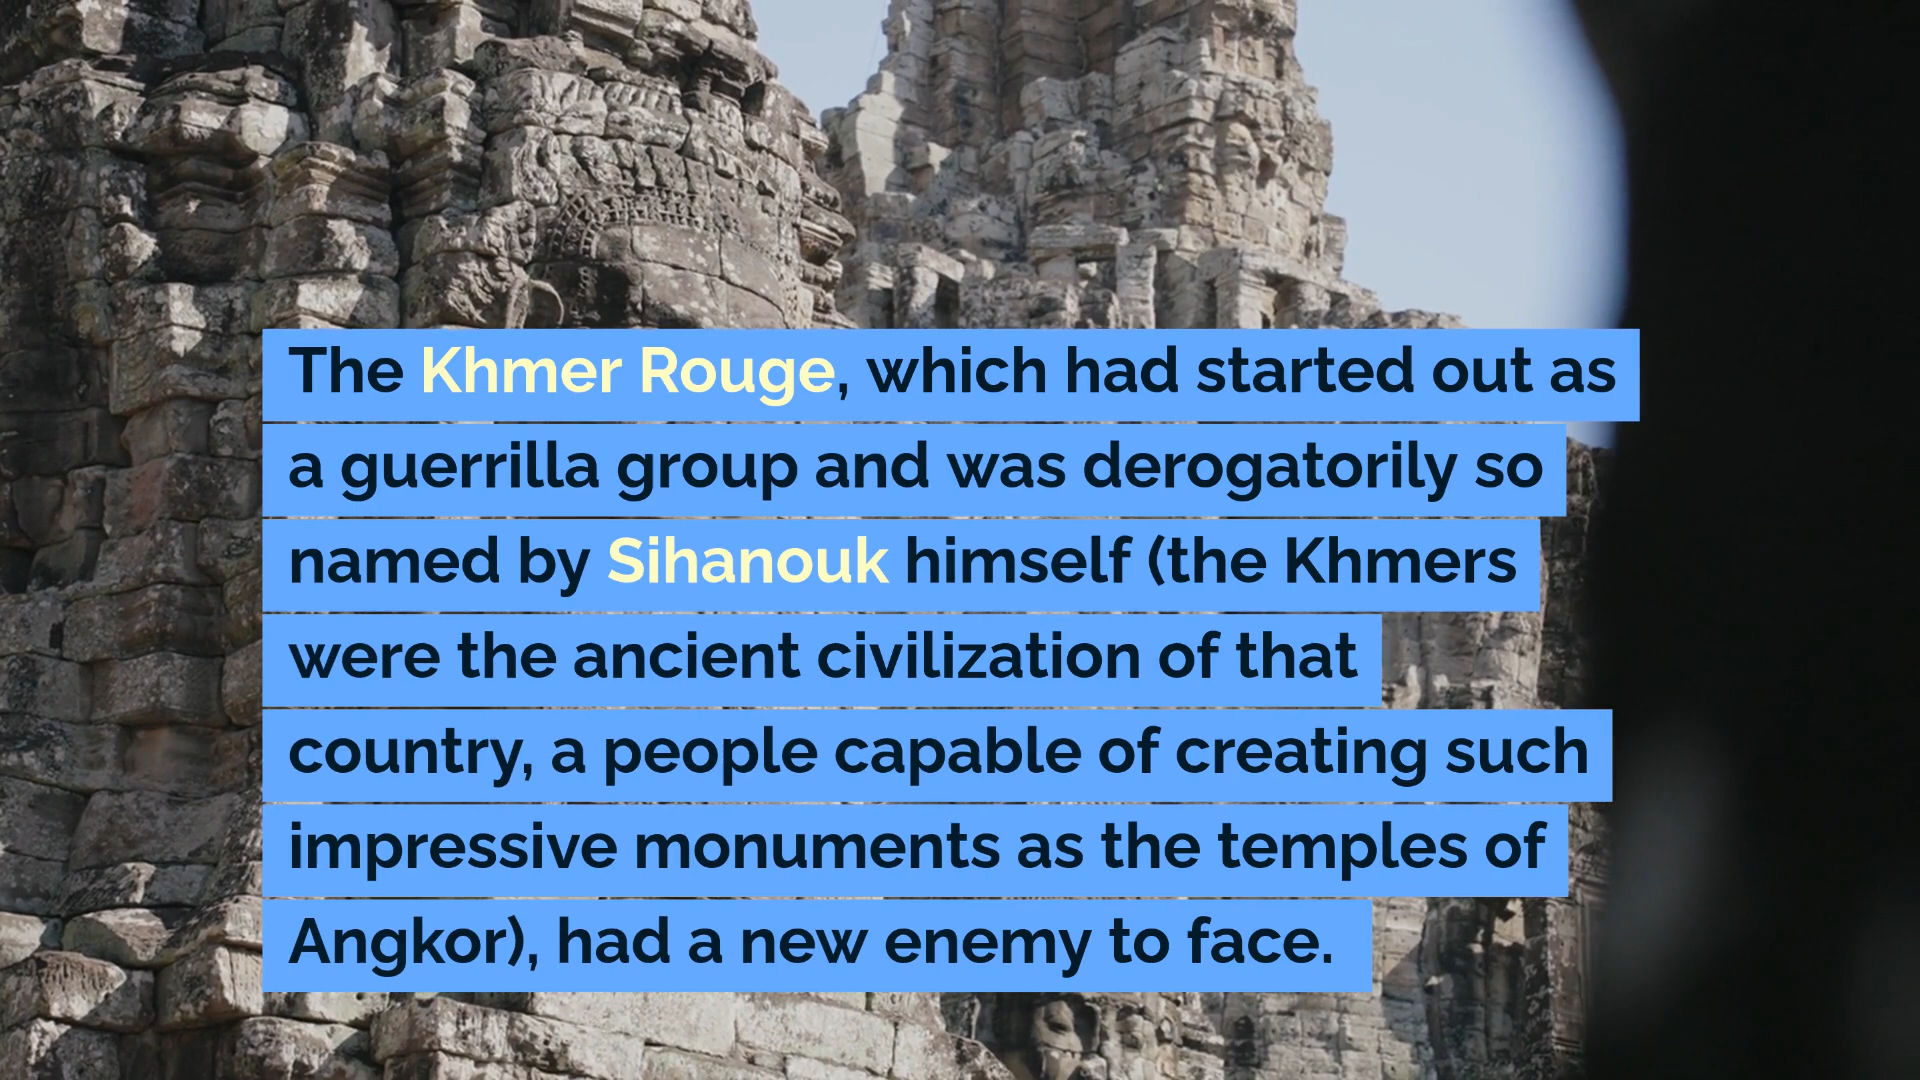 The Khmer Rouge, which had started out as
a guerrilla group and was derogatorily so
named by Sihanouk himself (the Khmers
were the ancient civilization of that
country, a people capable of creating such
impressive monuments as the temples of
Angkor), had a new enemy to face.